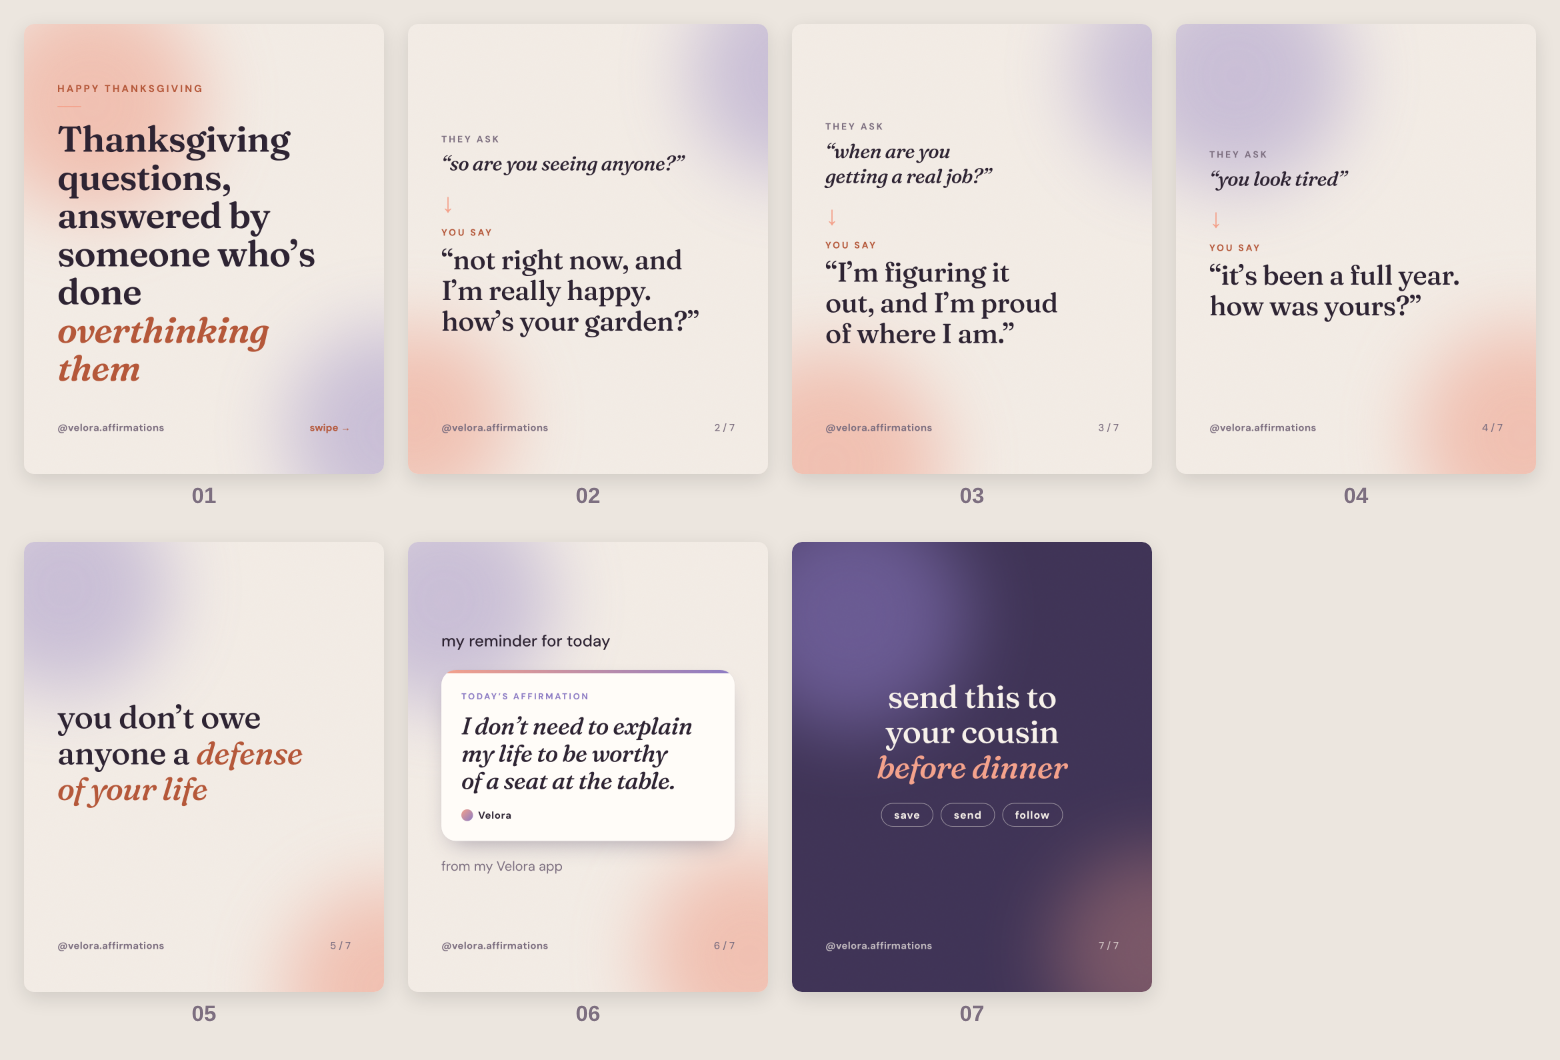 HAPPY THANKSGIVING
Thanksgiving
questions,
answered by
someone who’s
done
overthinking
them
@velora.affirmations
swipe →
01
THEY ASK
“so are you seeing anyone?”
↓
YOU SAY
“not right now, and
I’m really happy.
how’s your garden?”
@velora.affirmations
2 / 7
02
THEY ASK
“when are you
getting a real job?”
↓
YOU SAY
“I’m figuring it
out, and I’m proud
of where I am.”
@velora.affirmations
3 / 7
03
THEY ASK
“you look tired”
↓
YOU SAY
“it’s been a full year.
how was yours?”
@velora.affirmations
4 / 7
04
you don’t owe
anyone a defense
of your life
@velora.affirmations
5 / 7
05
my reminder for today
TODAY’S AFFIRMATION
I don’t need to explain
my life to be worthy
of a seat at the table.
Velora
from my Velora app
@velora.affirmations
6 / 7
06
send this to
your cousin
before dinner
save
send
follow
@velora.affirmations
7 / 7
07